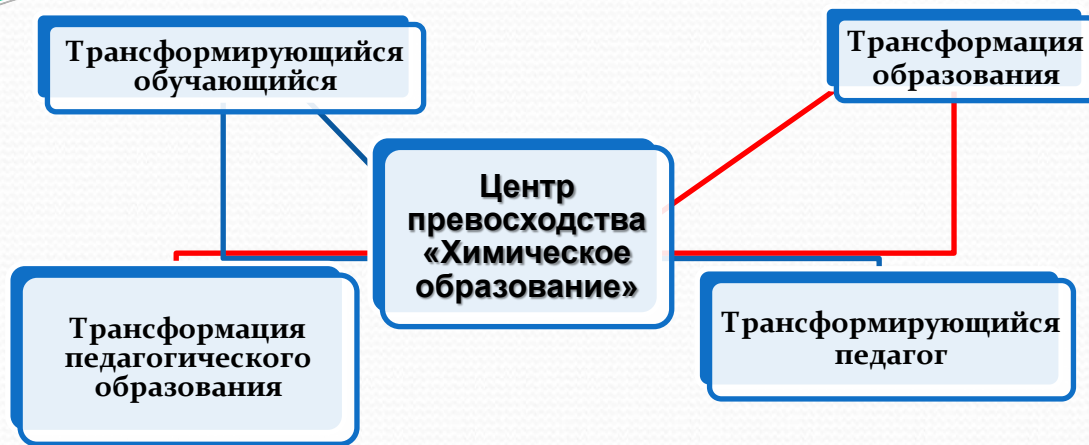 Трансформирующийся
обучающийся
Трансформация
образования
Центр
превосходства
«Химическое
образование»
Трансформация
педагогического
образования
Трансформирующийся
педагог